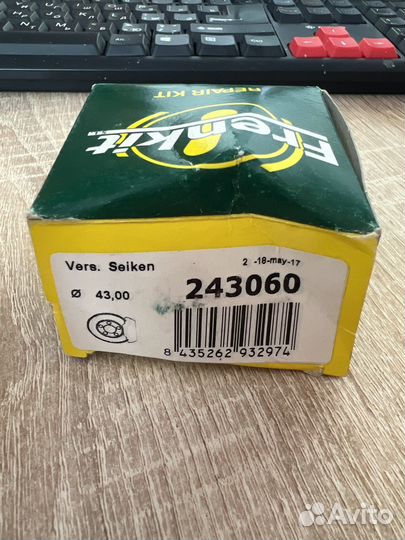 REPAIR KIT
Frenkit
Vers. Seiken
2 -18-may-17
Ø 43,00
243060
8 435262 932974
Avito